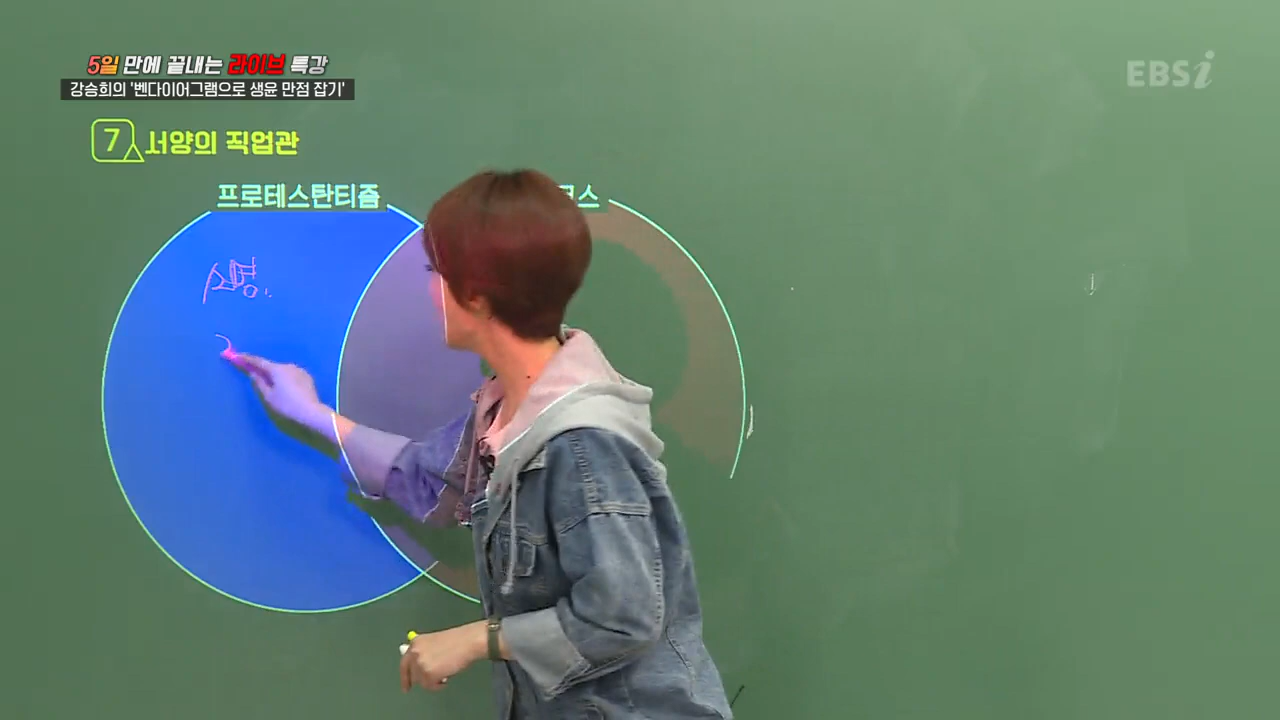 5일 만에 끝내는 라이브 특강
강승희의 '벤다이어그램으로 생윤 만점 잡기'
EBSi
7 서양의 직업관
프로테스탄티즘
스